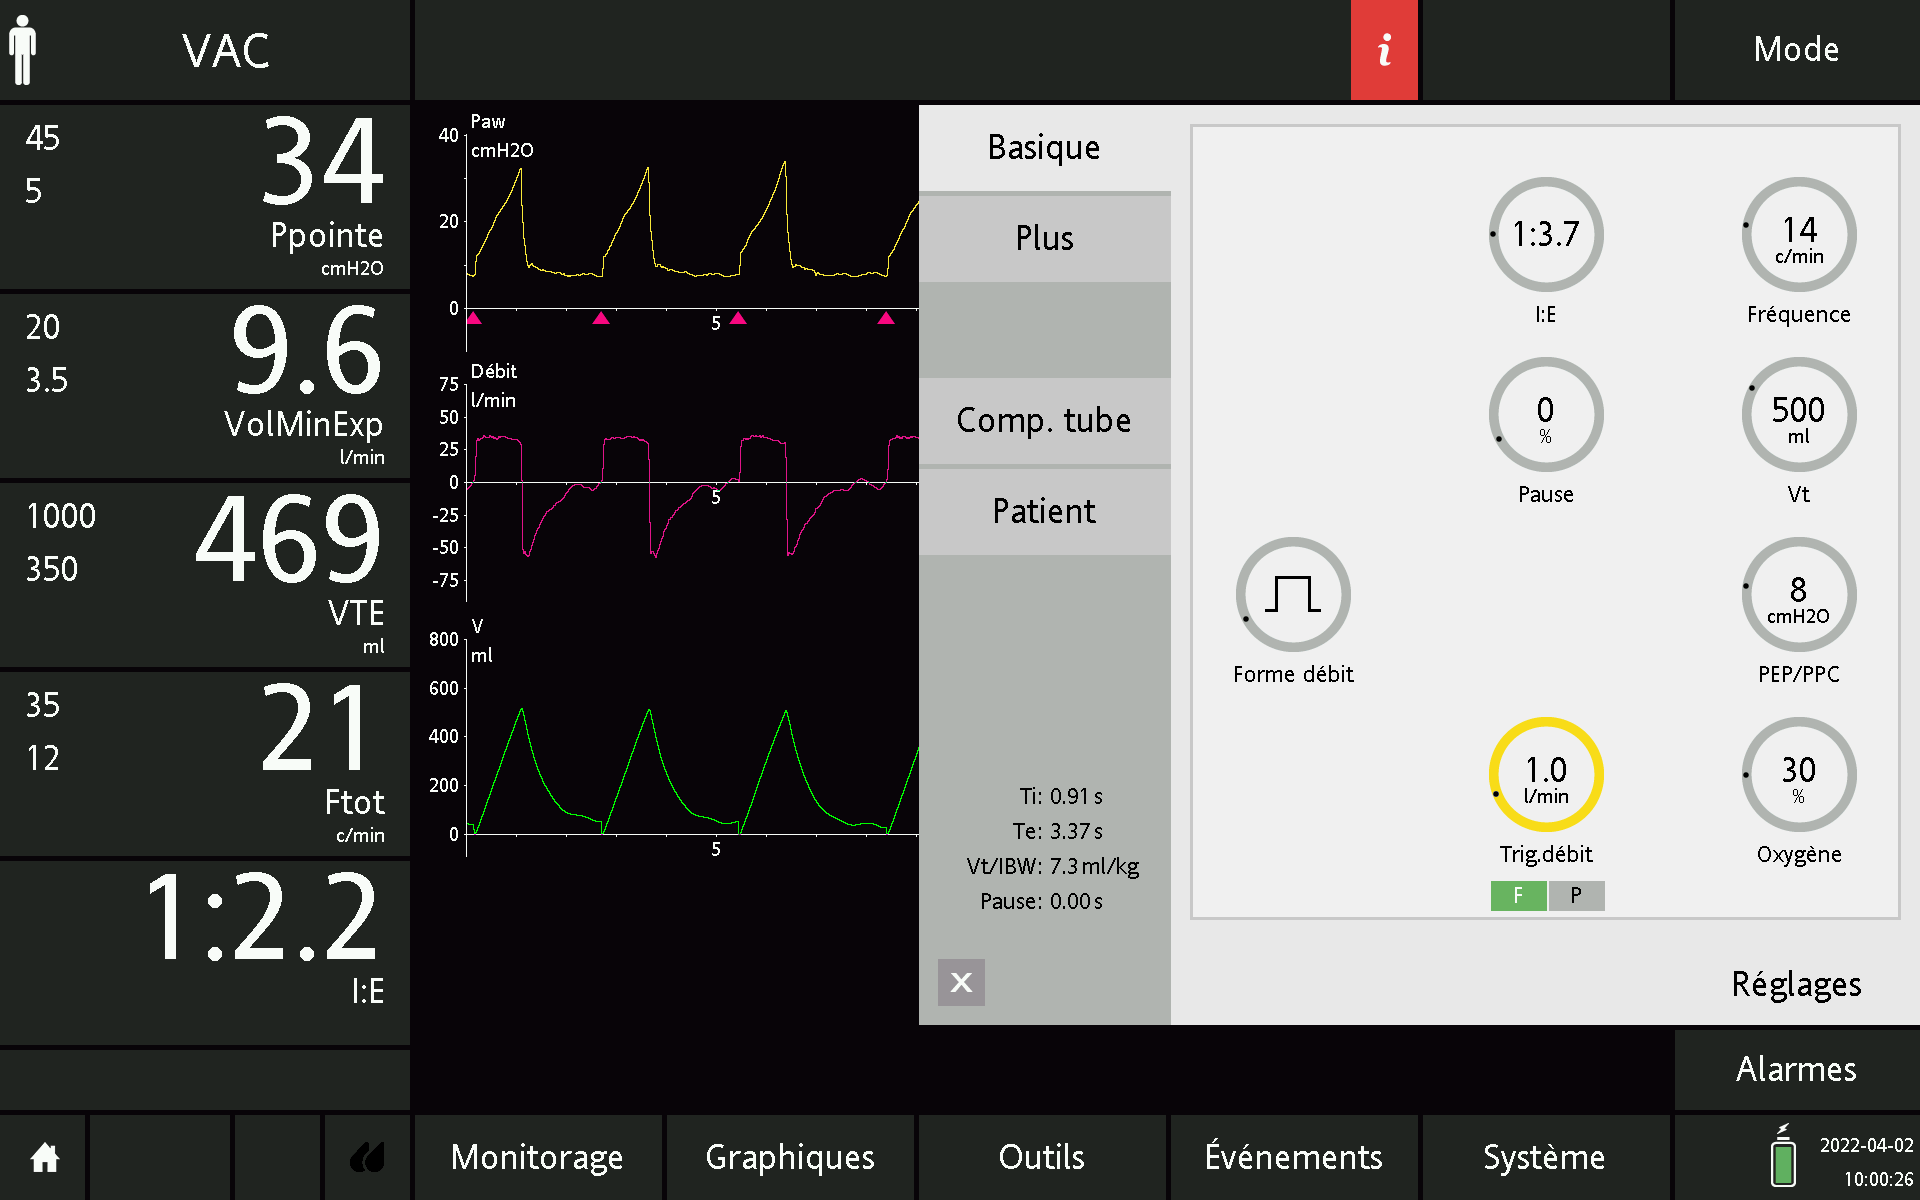 VAC
i
Mode
45
5
34
Ppointe
cmH2O
20
3.5
9.6
VolMinExp
l/min
1000
350
469
VTE
ml
35
12
21
Ftot
c/min
1:2.2
I:E
Paw
cmH2O
40
20
0
5
Débit
l/min
75
50
25
0
-25
-50
-75
5
V
ml
800
600
400
200
0
5
Basique
Plus
Comp. tube
Patient
Ti: 0.91 s
Te: 3.37 s
Vt/IBW: 7.3 ml/kg
Pause: 0.00 s
X
1:3.7
I:E
14
c/min
Fréquence
0
%
Pause
500
ml
Vt
Forme débit
8
cmH2O
PEP/PPC
1.0
l/min
Trig.débit
F P
30
%
Oxygène
Réglages
Alarmes
Monitorage
Graphiques
Outils
Événements
Système
2022-04-02
10:00:26